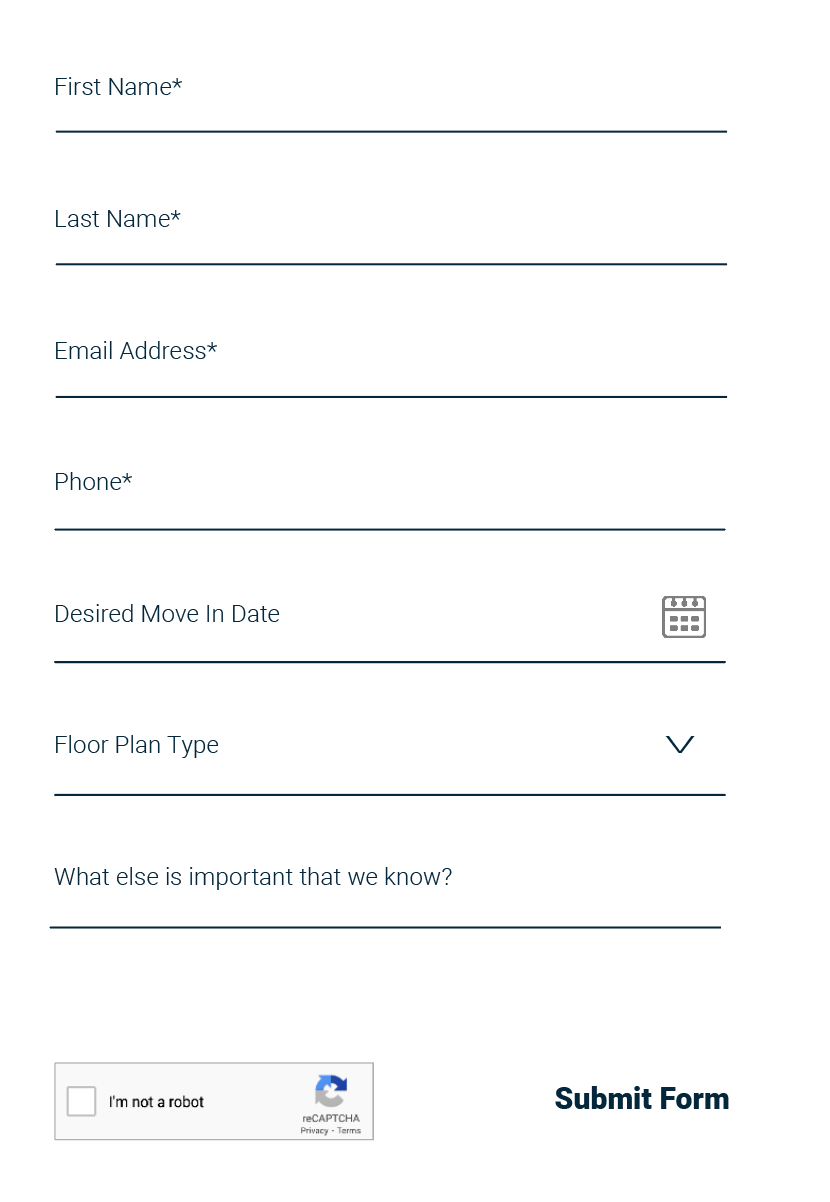 First Name*
Last Name*
Email Address*
Phone*
Desired Move In Date
Floor Plan Type
What else is important that we know?
I'm not a robot
reCAPTCHA
Privacy - Terms
Submit Form